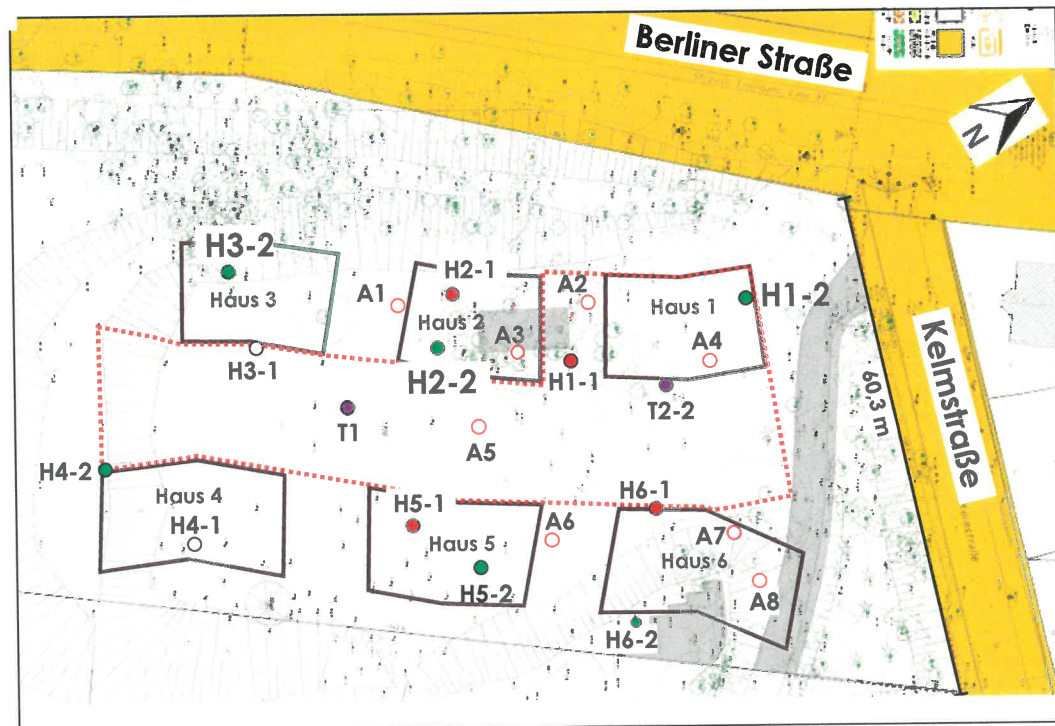 Berliner Straße
N
H3-2
Haus 3
A1
H2-1
Haus 2
A3
H2-2
A2
H1-1
Haus 1
H1-2
A4
H3-1
T1
A5
T2-2
60,3 m
Kelmstraße
H4-2
Haus 4
H4-1
H5-1
Haus 5
H5-2
A6
H6-1
A7
Haus 6
A8
H6-2